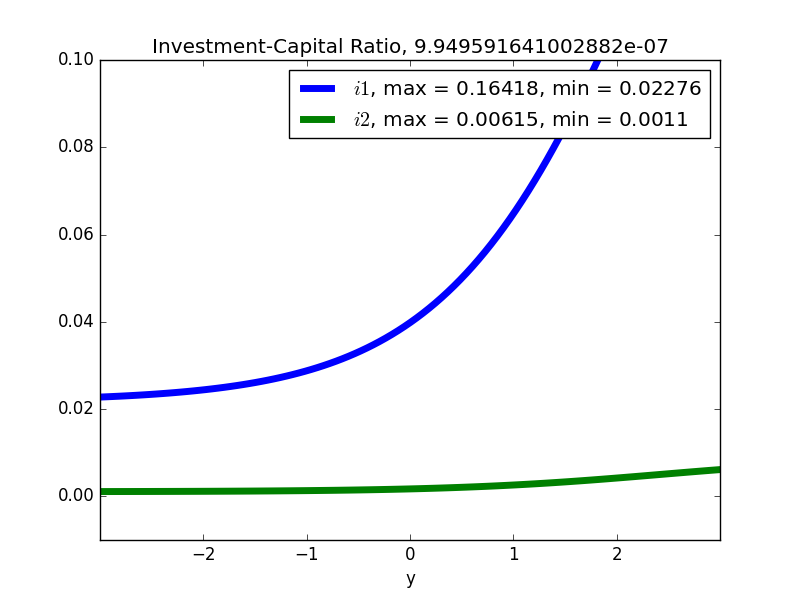 Investment-Capital Ratio, 9.949591641002882e-07
i1, max = 0.16418, min = 0.02276
i2, max = 0.00615, min = 0.0011
0.10
0.08
0.06
0.04
0.02
0.00
−2 −1 0 1 2
y